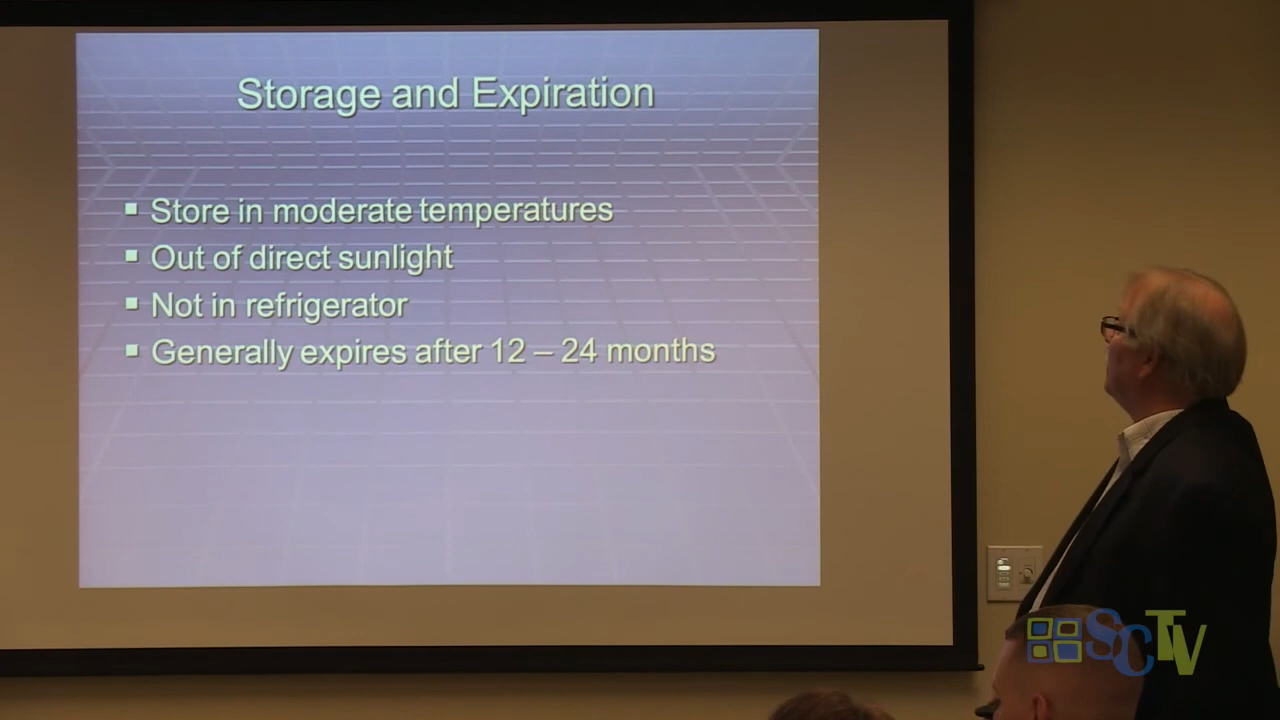 Storage and Expiration
▪ Store in moderate temperatures
▪ Out of direct sunlight
▪ Not in refrigerator
▪ Generally expires after 12 – 24 months
SCTV